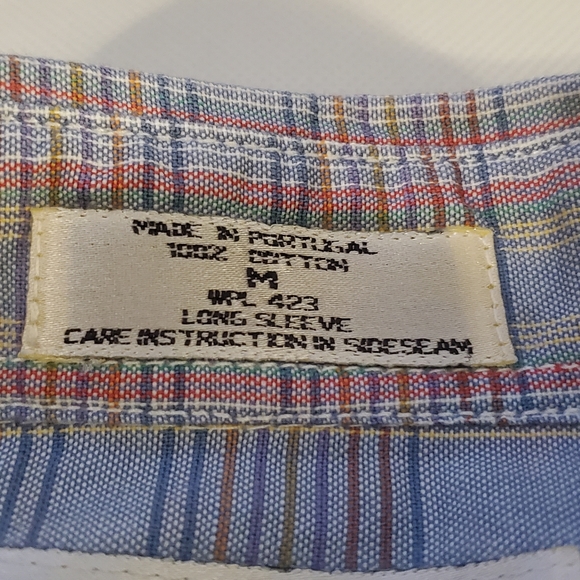 MADE IN PORTUGAL
100% COTTON
M
WPL 423
LONG SLEEVE
CARE INSTRUCTION IN SIDESEAM